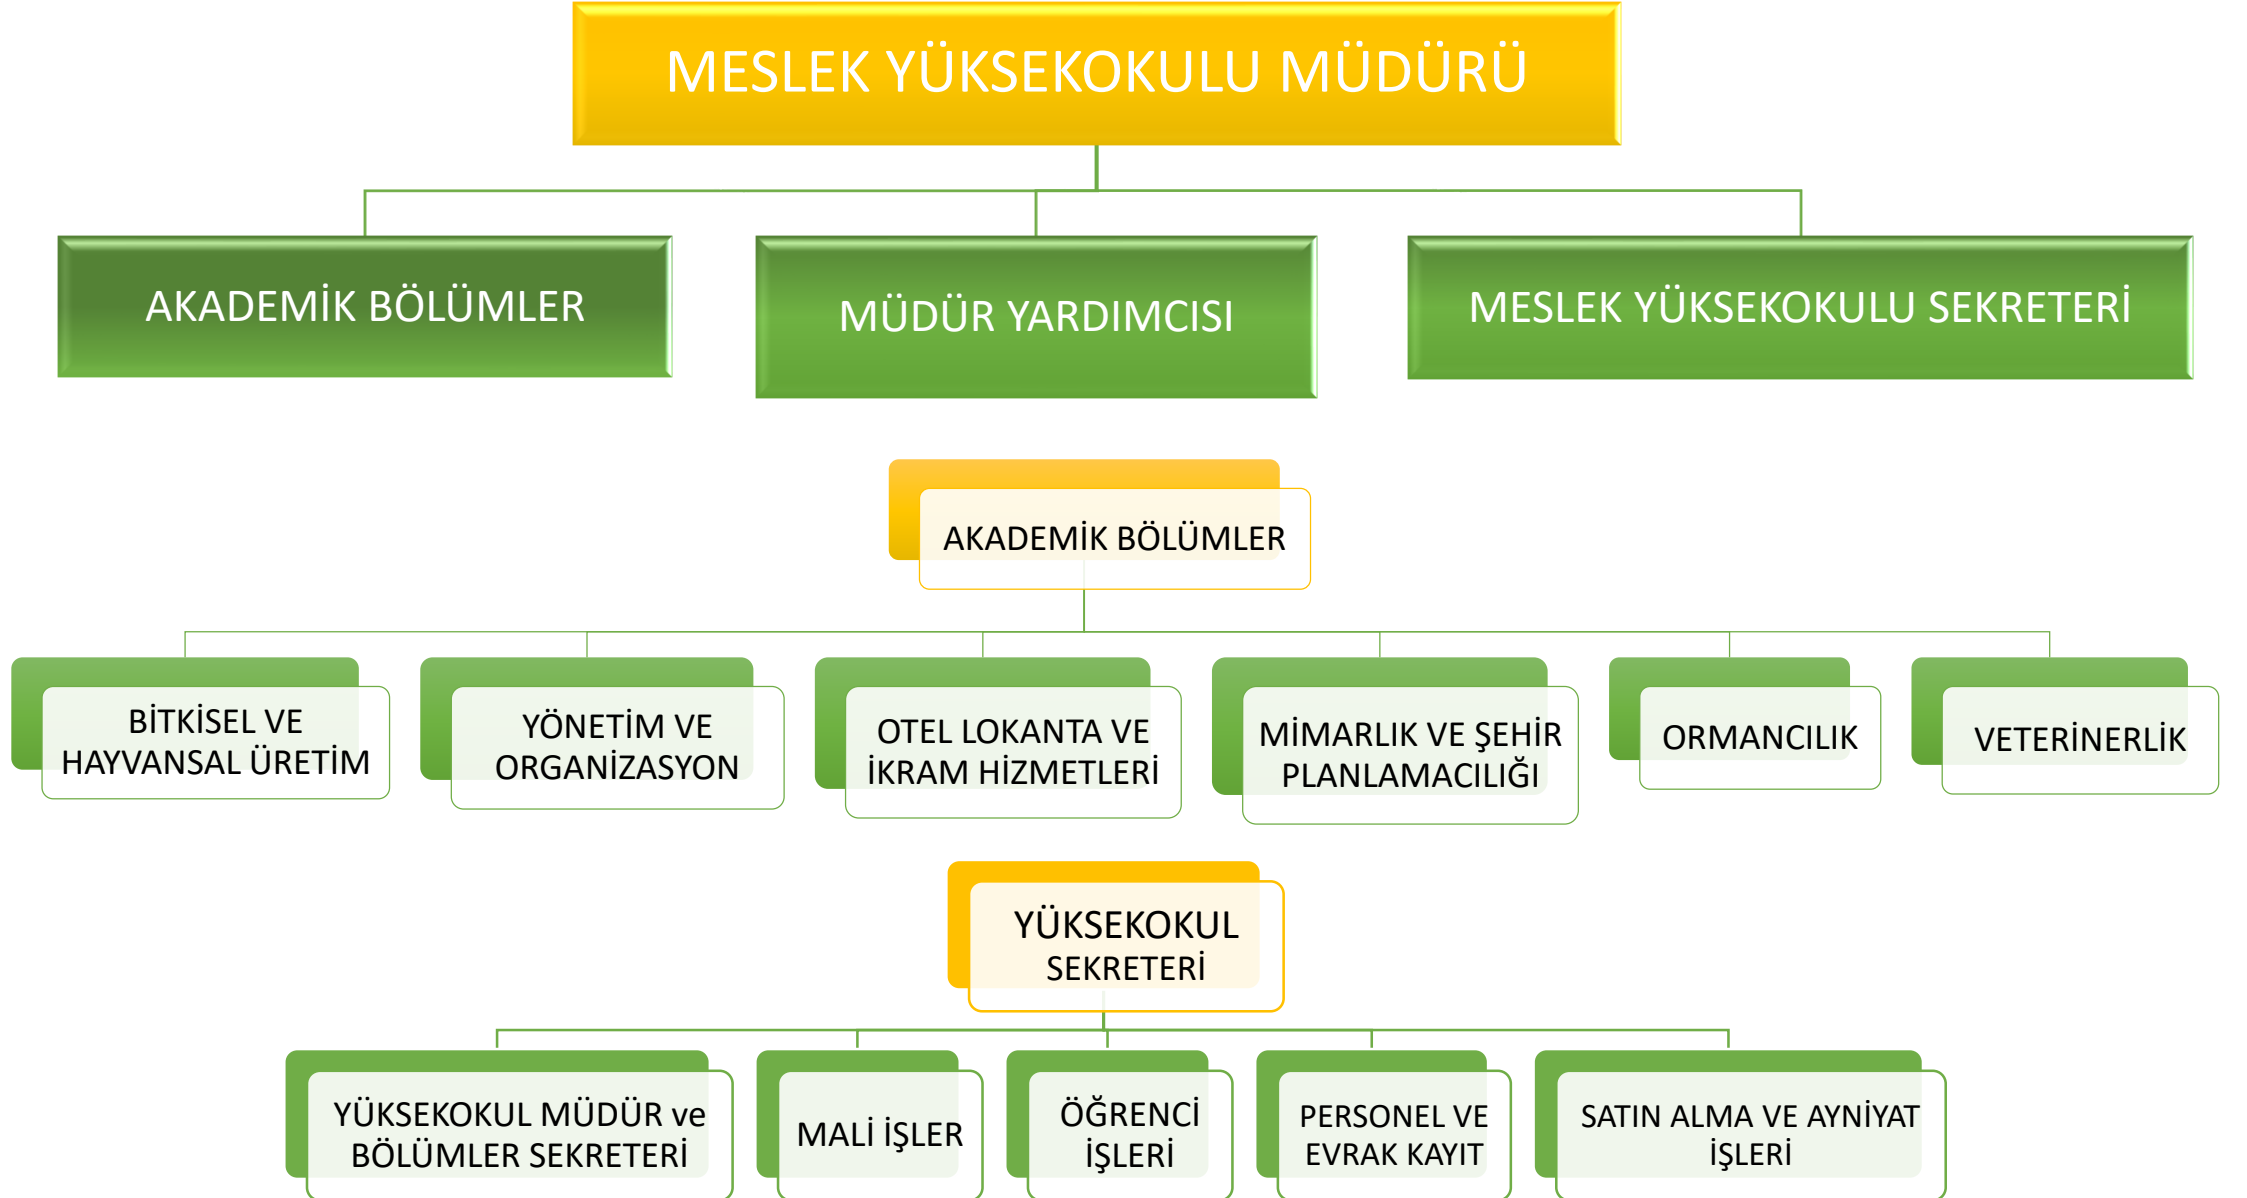 MESLEK YÜKSEKOKULU MÜDÜRÜ
AKADEMİK BÖLÜMLER
MÜDÜR YARDIMCISI
MESLEK YÜKSEKOKULU SEKRETERİ
AKADEMİK BÖLÜMLER
BİTKİSEL VE
HAYVANSAL ÜRETİM
YÖNETİM VE
ORGANİZASYON
OTEL LOKANTA VE
İKRAM HİZMETLERİ
MİMARLIK VE ŞEHİR
PLANLAMACILIĞI
ORMANCILIK
VETERİNERLİK
YÜKSEKOKUL
SEKRETERİ
YÜKSEKOKUL MÜDÜR ve
BÖLÜMLER SEKRETERİ
MALİ İŞLER
ÖĞRENCİ
İŞLERİ
PERSONEL VE
EVRAK KAYIT
SATIN ALMA VE AYNİYAT
İŞLERİ